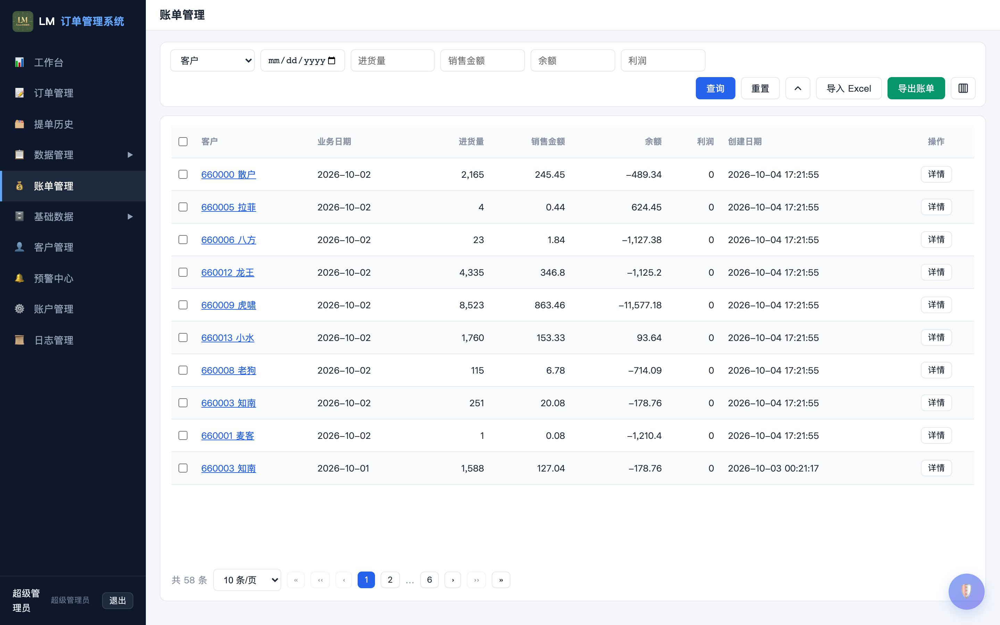 LM 订单管理系统
工作台
订单管理
提单历史
数据管理 ▶
账单管理
基础数据 ▶
客户管理
预警中心
账户管理
日志管理
超级管理员 超级管理员 退出
账单管理
客户 mm/dd/yyyy 进货量 销售金额 余额 利润
查询 重置 导入 Excel 导出账单
客户 业务日期 进货量 销售金额 余额 利润 创建日期 操作
660000 散户 2026-10-02 2,165 245.45 -489.34 0 2026-10-04 17:21:55 详情
660005 拉菲 2026-10-02 4 0.44 624.45 0 2026-10-04 17:21:55 详情
660006 八方 2026-10-02 23 1.84 -1,127.38 0 2026-10-04 17:21:55 详情
660012 龙王 2026-10-02 4,335 346.8 -1,125.2 0 2026-10-04 17:21:55 详情
660009 虎啸 2026-10-02 8,523 863.46 -11,577.18 0 2026-10-04 17:21:55 详情
660013 小水 2026-10-02 1,760 153.33 93.64 0 2026-10-04 17:21:55 详情
660008 老狗 2026-10-02 115 6.78 -714.09 0 2026-10-04 17:21:55 详情
660003 知南 2026-10-02 251 20.08 -178.76 0 2026-10-04 17:21:55 详情
660001 麦客 2026-10-02 1 0.08 -1,210.4 0 2026-10-04 17:21:55 详情
660003 知南 2026-10-01 1,588 127.04 -178.76 0 2026-10-03 00:21:17 详情
共 58 条 10 条/页 « ‹‹ ‹ 1 2 … 6 › ›› »